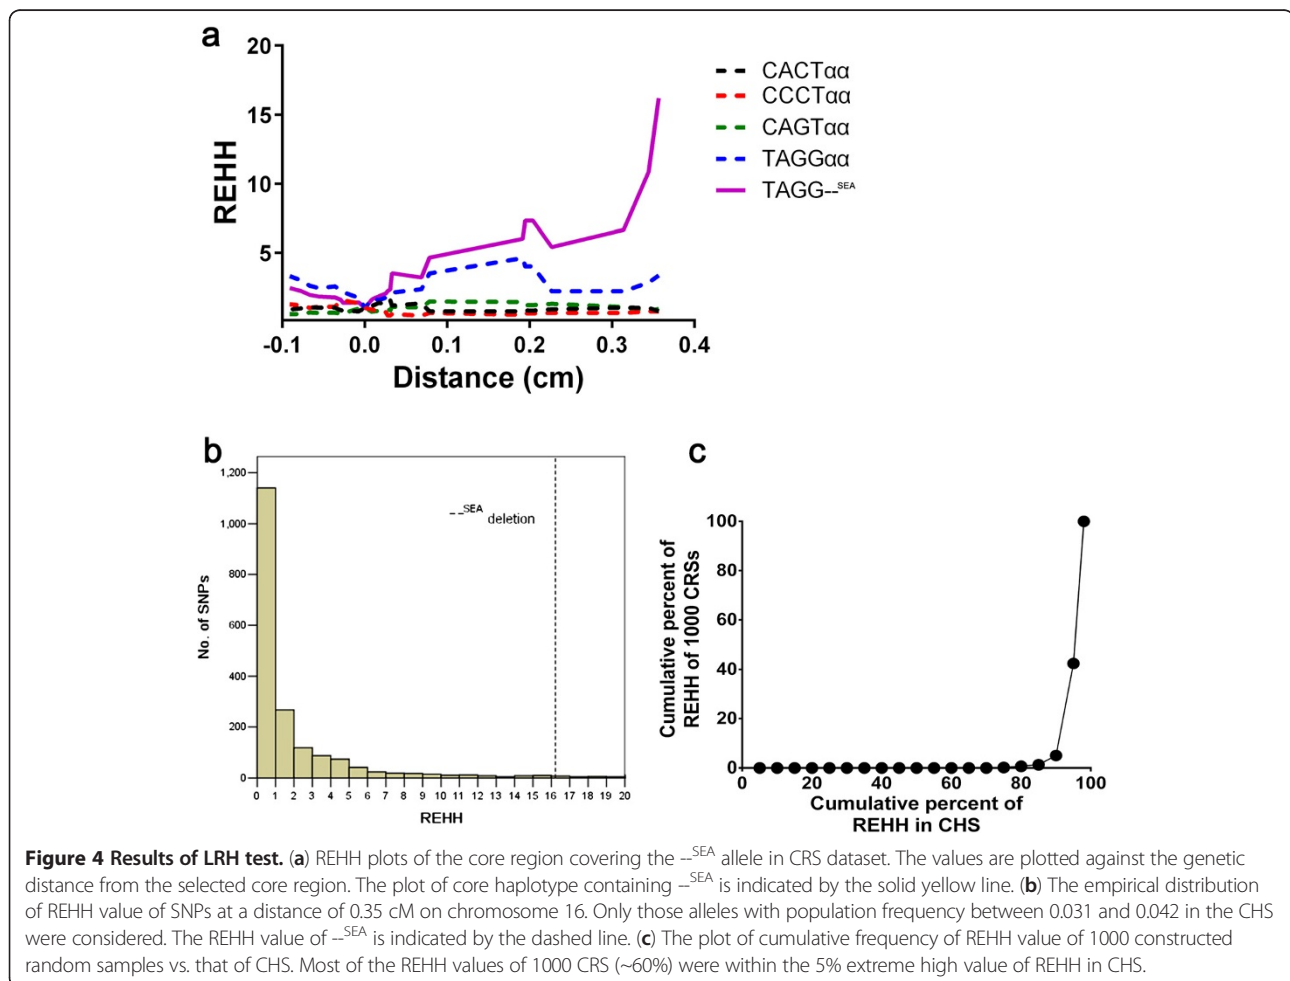 a
20
15
10
5
REHH
-0.1 0.0 0.1 0.2 0.3 0.4
Distance (cm)
CACTαα
CCCTαα
CAGTαα
TAGGαα
TAGG--SEA
b
1,200
1,000
800
600
400
200
0
No. of SNPs
--SEA deletion
0 1 2 3 4 5 6 7 8 9 10 11 12 13 14 15 16 17 18 19 20
REHH
c
100
80
60
40
20
0
Cumulative percent of
REHH of 1000 CRSs
0 20 40 60 80 100
Cumulative percent of
REHH in CHS
Figure 4 Results of LRH test. (a) REHH plots of the core region covering the --SEA allele in CRS dataset. The values are plotted against the genetic
distance from the selected core region. The plot of core haplotype containing --SEA is indicated by the solid yellow line. (b) The empirical distribution
of REHH value of SNPs at a distance of 0.35 cM on chromosome 16. Only those alleles with population frequency between 0.031 and 0.042 in the CHS
were considered. The REHH value of --SEA is indicated by the dashed line. (c) The plot of cumulative frequency of REHH value of 1000 constructed
random samples vs. that of CHS. Most of the REHH values of 1000 CRS (~60%) were within the 5% extreme high value of REHH in CHS.